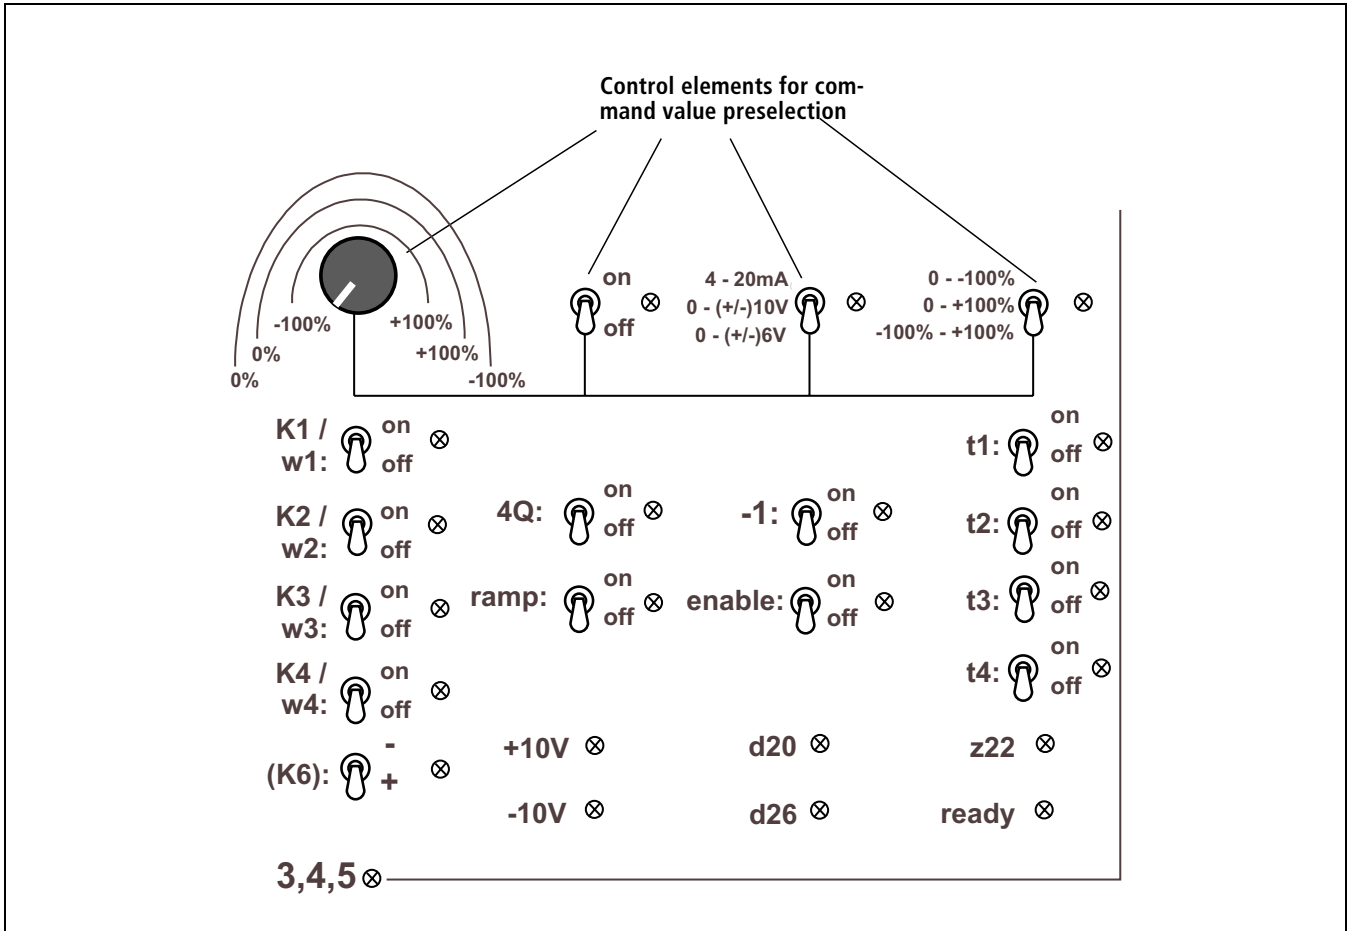 Control elements for com-
mand value preselection
-100%
+100%
0%
+100%
0%
-100%
on
off
4 - 20mA
0 - (+/-)10V
0 - (+/-)6V
0 - -100%
0 - +100%
-100% - +100%
K1 /
w1:
on
off
t1:
on
off
K2 /
w2:
on
off
4Q:
on
off
-1:
on
off
t2:
on
off
K3 /
w3:
on
off
ramp:
on
off
enable:
on
off
t3:
on
off
K4 /
w4:
on
off
t4:
on
off
(K6):
-
+
+10V
d20
z22
-10V
d26
ready
3,4,5